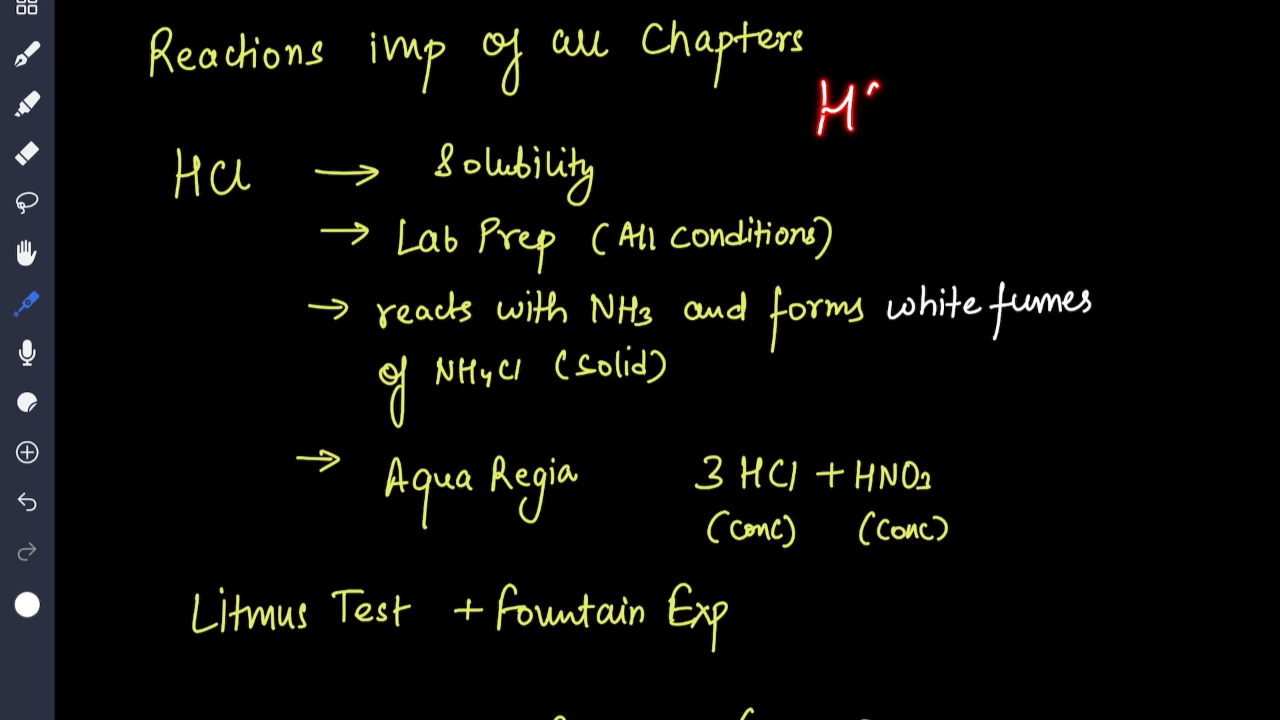 Reactions imp of all Chapters
H
HCl → Solubility
→ Lab Prep (All conditions)
→ reacts with NH3 and forms white fumes
of NH4Cl (Solid)
→ Aqua Regia 3 HCl + HNO3
(conc) (conc)
Litmus Test + fountain Exp